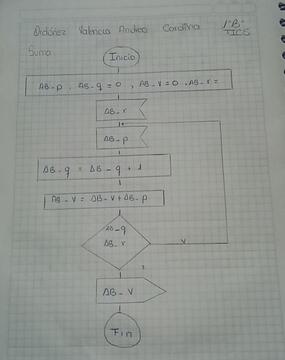 Ordóñez Valencia Andrea Carolina 1°"B"
TICS
Suma
Inicio
AB-p, AB-q = 0, AB-v = 0, AB-r =
AB-r
AB-p
AB-q = AB-q + 1
AB-v = AB-v + AB-p
AB-q
AB-r
v
AB-v
Fin